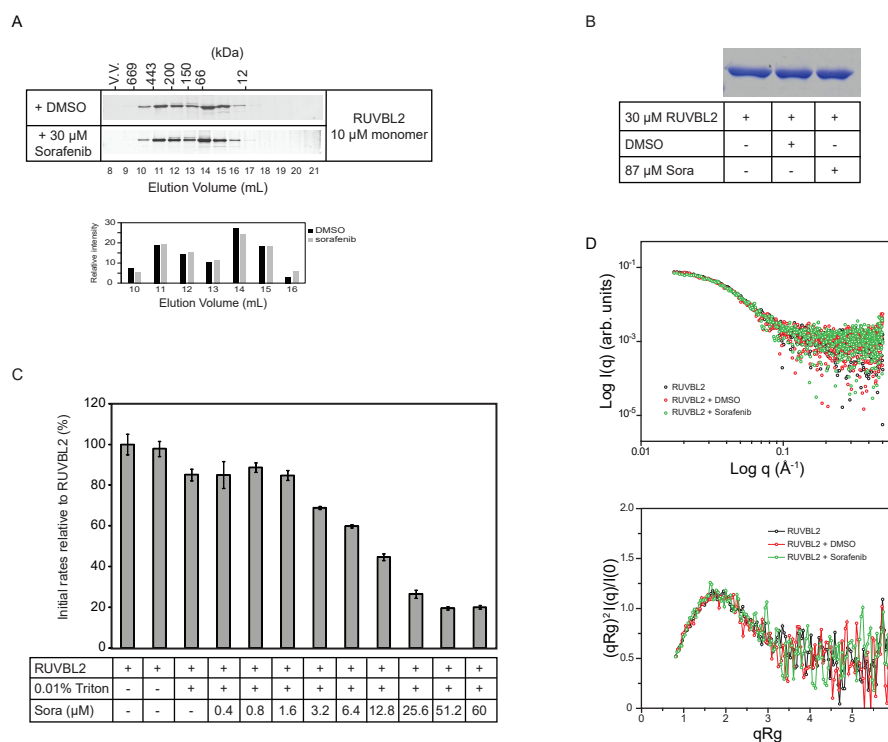 A
(kDa)
V.V.
669
443
200
150
66
12
+ DMSO
+ 30 µM
Sorafenib
RUVBL2
10 µM monomer
8 9 10 11 12 13 14 15 16 17 18 19 20 21
Elution Volume (mL)
Relative intensity
30
20
10
0
DMSO
sorafenib
10 11 12 13 14 15 16
Elution Volume (mL)
B
30 µM RUVBL2 + + +
DMSO - + -
87 µM Sora - - +
C
Initial rates relative to RUVBL2 (%)
120
100
80
60
40
20
0
RUVBL2 + + + + + + + + + + + +
0.01% Triton - - + + + + + + + + + +
Sora (µM) - - - 0.4 0.8 1.6 3.2 6.4 12.8 25.6 51.2 60
D
Log I(q) (arb. units)
10-1
10-3
10-5
RUVBL2
RUVBL2 + DMSO
RUVBL2 + Sorafenib
0.01 0.1
Log q (Å-1)
(qRg)2 I(q)/I(0)
2.0
1.5
1.0
0.5
0
RUVBL2
RUVBL2 + DMSO
RUVBL2 + Sorafenib
0 1 2 3 4 5
qRg